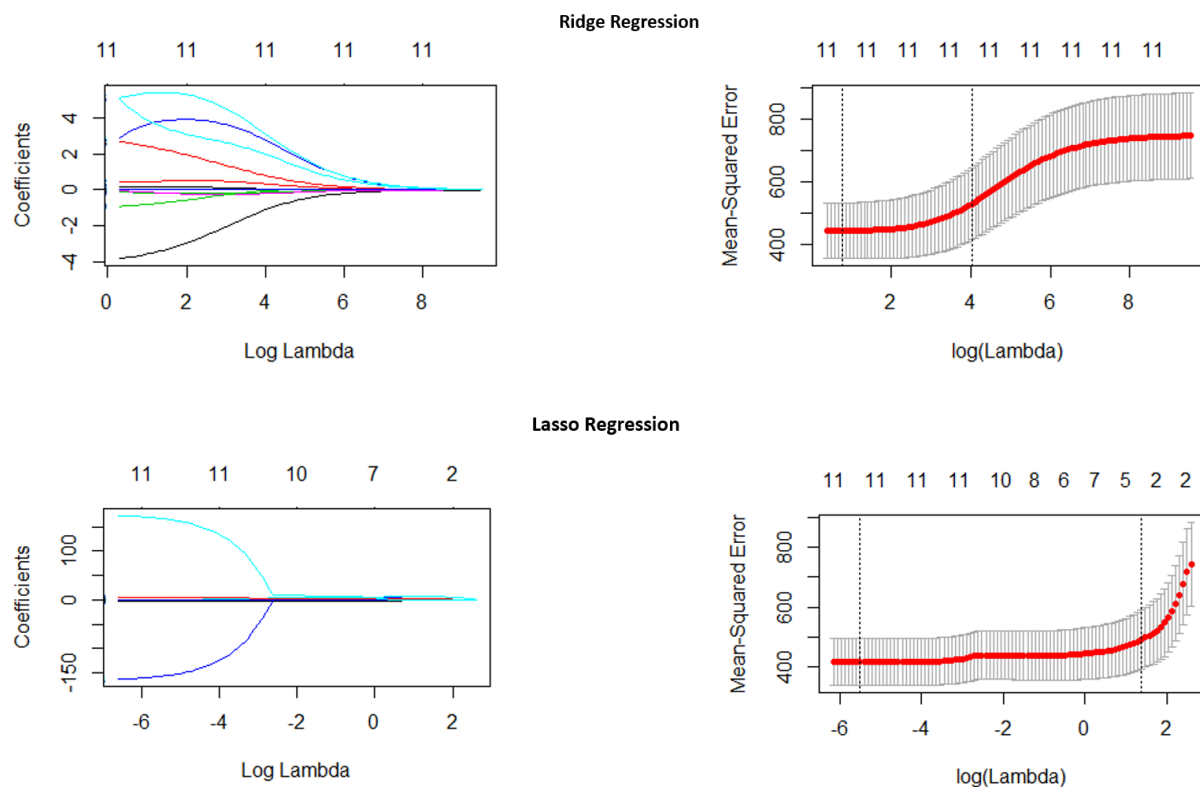 Ridge Regression
11 11 11 11 11
Coefficients
4
2
0
-2
-4
0 2 4 6 8
Log Lambda
11 11 11 11 11 11 11 11 11
Mean-Squared Error
800
600
400
2 4 6 8
log(Lambda)
Lasso Regression
11 11 10 7 2
Coefficients
100
0
-150
-6 -4 -2 0 2
Log Lambda
11 11 11 11 10 8 6 7 5 2 2
Mean-Squared Error
800
600
400
-6 -4 -2 0 2
log(Lambda)